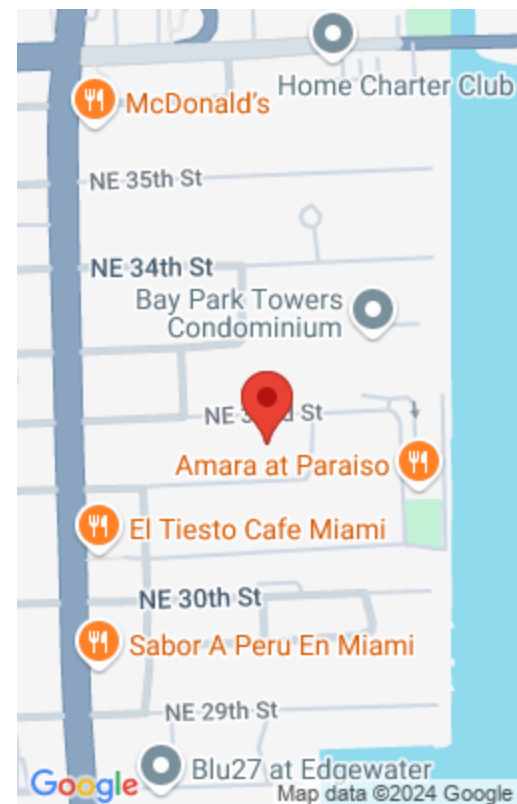 Home Charter Club
McDonald's
NE 35th St
NE 34th St
Bay Park Towers
Condominium
NE St
Amara at Paraiso
El Tiesto Cafe Miami
NE 30th St
Sabor A Peru En Miami
NE 29th St
Blu27 at Edgewater
Google
Map data ©2024 Google